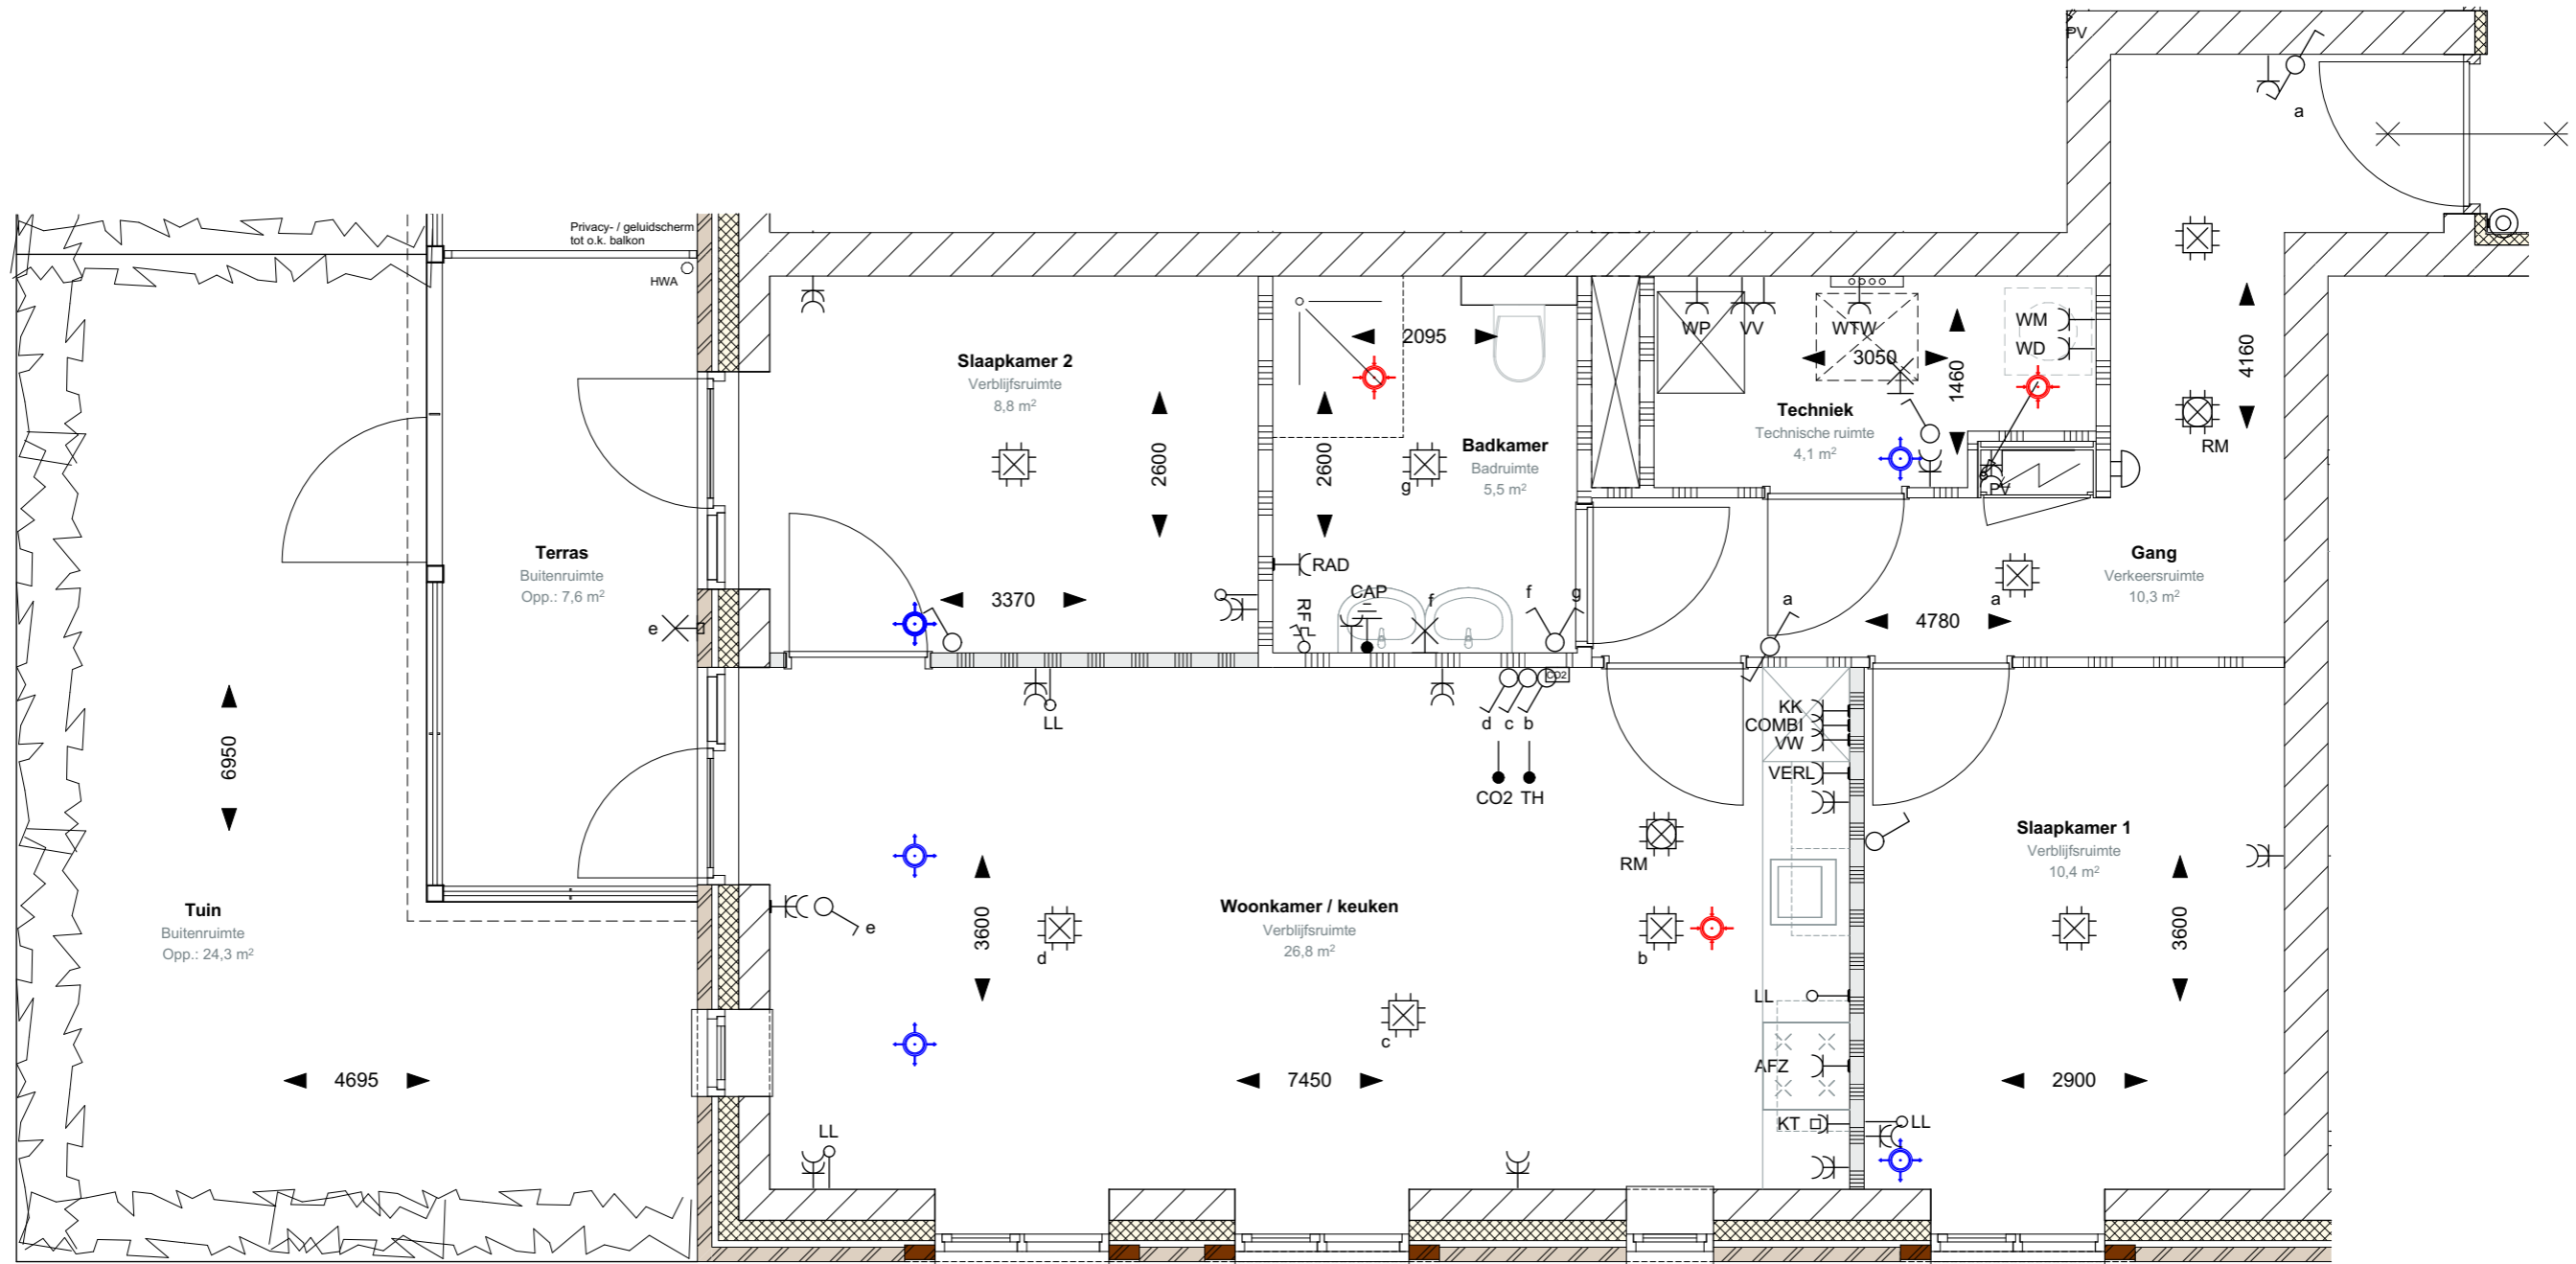 PV
a
Privacy- / geluidscherm
tot o.k. balkon
HWA
Slaapkamer 2
Verblijfsruimte
8,8 m²
2600
3370
2095
2600
g
Badkamer
Badruimte
5,5 m²
RAD
RF
CAP
f
f
g
WP
VV
WTW
3050
1460
WM
WD
Techniek
Technische ruimte
4,1 m²
PV
4160
RM
Gang
Verkeersruimte
10,3 m²
a
a
4780
Terras
Buitenruimte
Opp.: 7,6 m²
e
6950
Tuin
Buitenruimte
Opp.: 24,3 m²
4695
LL
d
c
b
CO2
CO2
TH
KK
COMBI
VW
VERL
RM
Woonkamer / keuken
Verblijfsruimte
26,8 m²
3600
e
d
b
c
7450
LL
LL
AFZ
KT
LL
Slaapkamer 1
Verblijfsruimte
10,4 m²
3600
2900